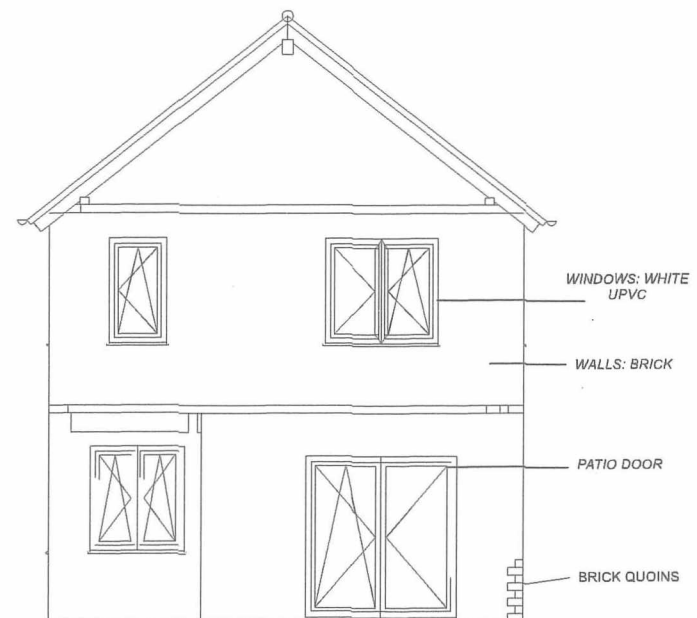 WINDOWS: WHITE
UPVC
WALLS: BRICK
PATIO DOOR
BRICK QUOINS